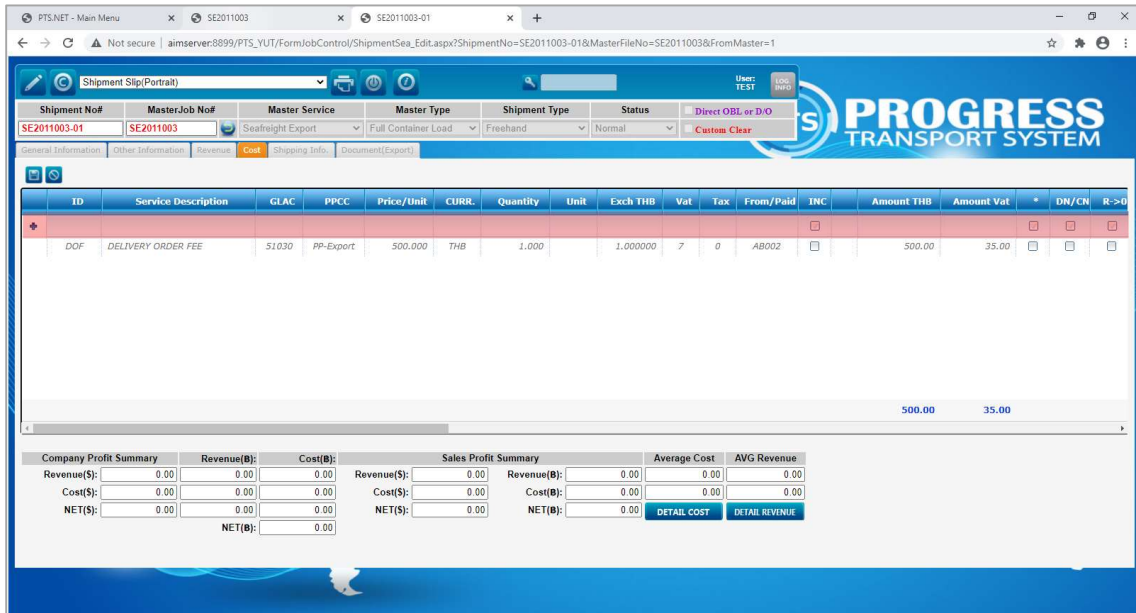 PTS.NET - Main Menu SE2011003 SE2011003-01
Not secure | aimserver:8899/PTS_YUT/FormJobControl/ShipmentSea_Edit.aspx?ShipmentNo=SE2011003-01&MasterFileNo=SE2011003&FromMaster=1
Shipment Slip(Portrait) User: TEST LOG INFO
Shipment No# MasterJob No# Master Service Master Type Shipment Type Status Direct OBL or D/O
SE2011003-01 SE2011003 Seafreight Export Full Container Load Freehand Normal Custom Clear
S) PROGRESS
TRANSPORT SYSTEM
General Information Other Information Revenue Cost Shipping Info. Document(Export)
ID Service Description GLAC PPCC Price/Unit CURR. Quantity Unit Exch THB Vat Tax From/Paid INC Amount THB Amount Vat * DN/CN R->0
DOF DELIVERY ORDER FEE 51030 PP-Export 500.000 THB 1.000 1.000000 7 0 AB002 500.00 35.00
500.00 35.00
Company Profit Summary Revenue(B): Cost(B): Sales Profit Summary Average Cost AVG Revenue
Revenue($): 0.00 0.00 0.00 Revenue($): 0.00 Revenue(B): 0.00 0.00 0.00
Cost($): 0.00 0.00 0.00 Cost($): 0.00 Cost(B): 0.00 0.00 0.00
NET($): 0.00 0.00 0.00 NET($): 0.00 NET(B): 0.00 DETAIL COST DETAIL REVENUE
NET(B): 0.00